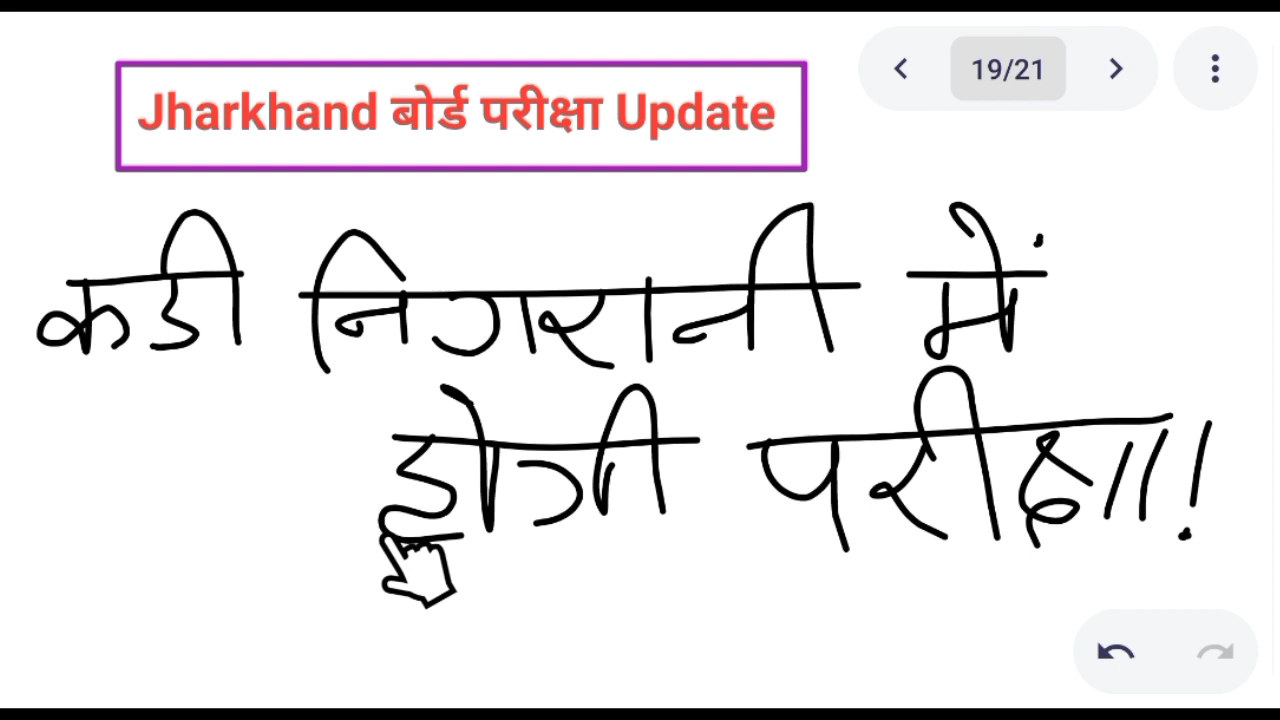 Jharkhand बोर्ड परीक्षा Update
19/21
कडी निगरानी में
होगी परीक्षा!